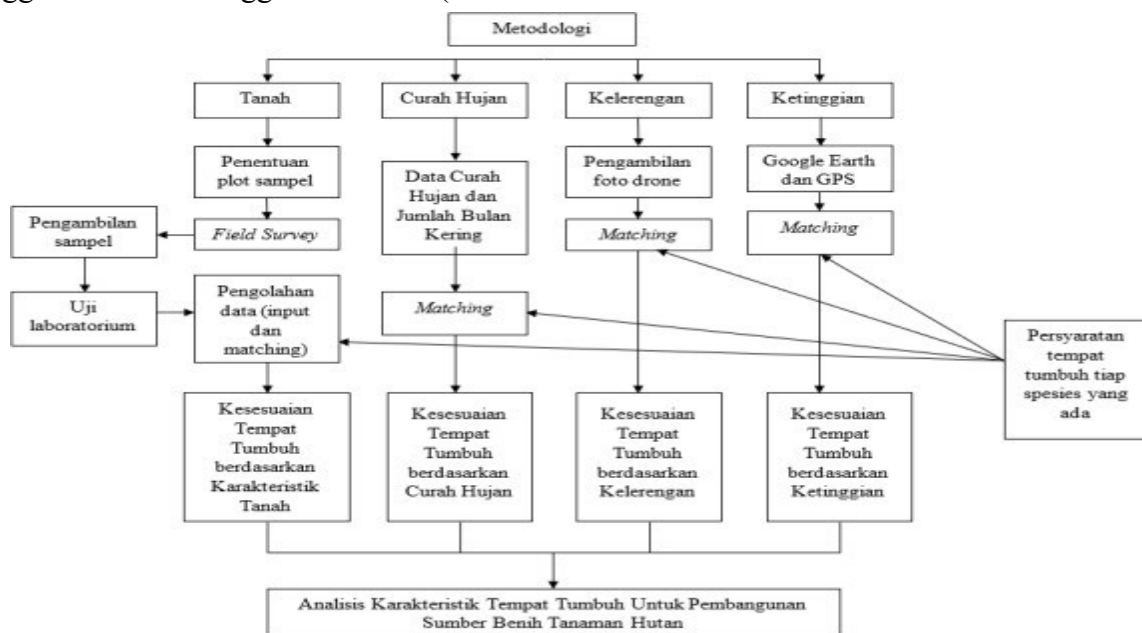 Metodologi
Tanah
Curah Hujan
Kelerengan
Ketinggian
Penentuan
plot sampel
Data Curah
Hujan dan
Jumlah Bulan
Kering
Pengambilan
foto drone
Google Earth
dan GPS
Pengambilan
sampel
Field Survey
Matching
Matching
Uji
laboratorium
Pengolahan
data (input
dan
matching)
Matching
Persyaratan
tempat
tumbuh tiap
spesies yang
ada
Kesesuaian
Tempat
Tumbuh
berdasarkan
Karakteristik
Tanah
Kesesuaian
Tempat
Tumbuh
berdasarkan
Curah Hujan
Kesesuaian
Tempat
Tumbuh
berdasarkan
Kelerengan
Kesesuaian
Tempat
Tumbuh
berdasarkan
Ketinggian
Analisis Karakteristik Tempat Tumbuh Untuk Pembangunan
Sumber Benih Tanaman Hutan